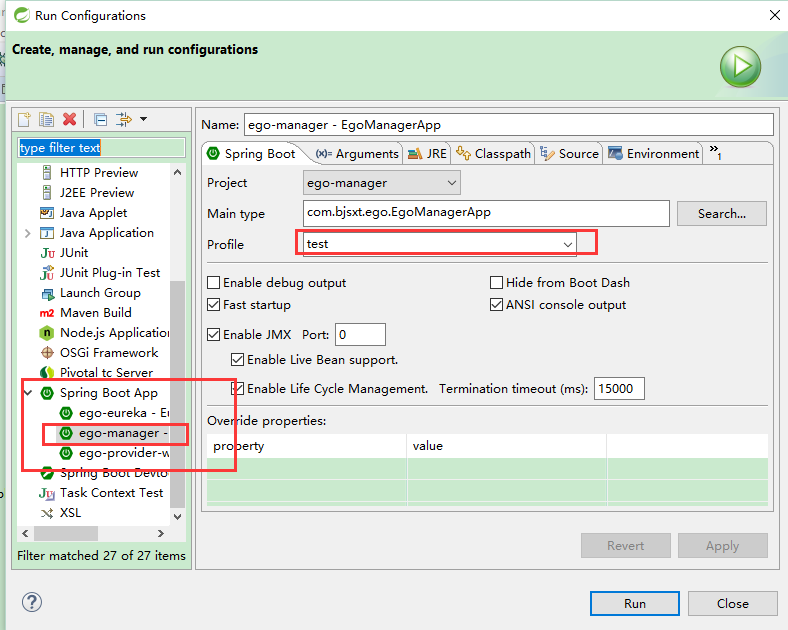 Run Configurations
Create, manage, and run configurations
type filter text
HTTP Preview
J2EE Preview
Java Applet
Java Application
JUnit
JUnit Plug-in Test
Launch Group
Maven Build
Node.js Application
OSGi Framework
Pivotal tc Server
Spring Boot App
ego-eureka - E
ego-manager -
ego-provider-w
Spring Boot Devto
Task Context Test
XSL
Filter matched 27 of 27 items
Name: ego-manager - EgoManagerApp
Spring Boot (x)= Arguments JRE Classpath Source Environment »1
Project ego-manager
Main type com.bjsxt.ego.EgoManagerApp Search...
Profile test
Enable debug output Hide from Boot Dash
Fast startup ANSI console output
Enable JMX Port: 0
Enable Live Bean support.
Enable Life Cycle Management. Termination timeout (ms): 15000
Override properties:
property value
Revert Apply
Run Close